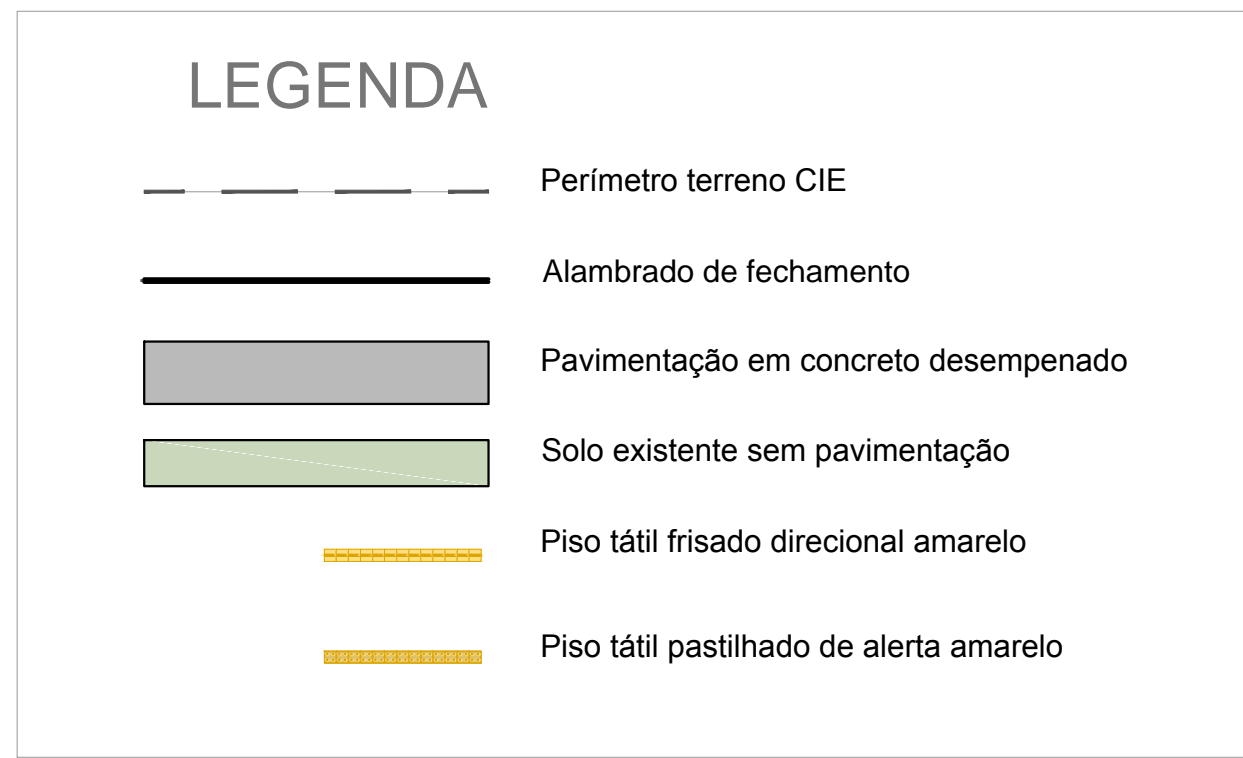 LEGENDA
Perímetro terreno CIE
Alambrado de fechamento
Pavimentação em concreto desempenado
Solo existente sem pavimentação
Piso tátil frisado direcional amarelo
Piso tátil pastilhado de alerta amarelo